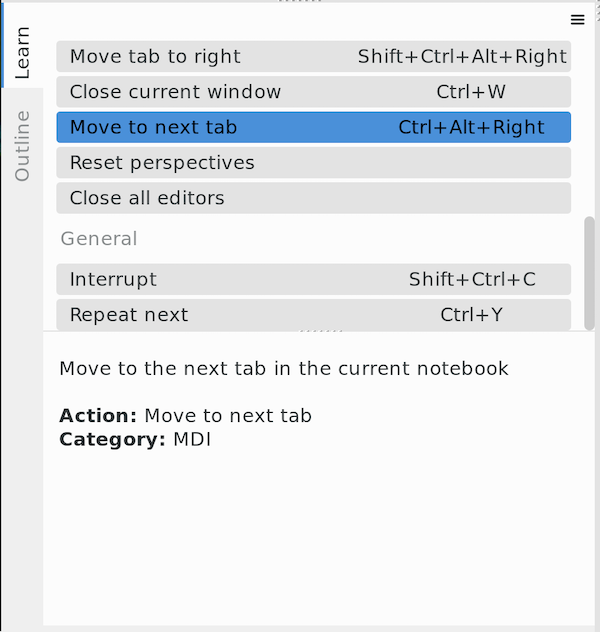 Learn
Outline
Move tab to right Shift+Ctrl+Alt+Right
Close current window Ctrl+W
Move to next tab Ctrl+Alt+Right
Reset perspectives
Close all editors
General
Interrupt Shift+Ctrl+C
Repeat next Ctrl+Y
Move to the next tab in the current notebook
Action: Move to next tab
Category: MDI